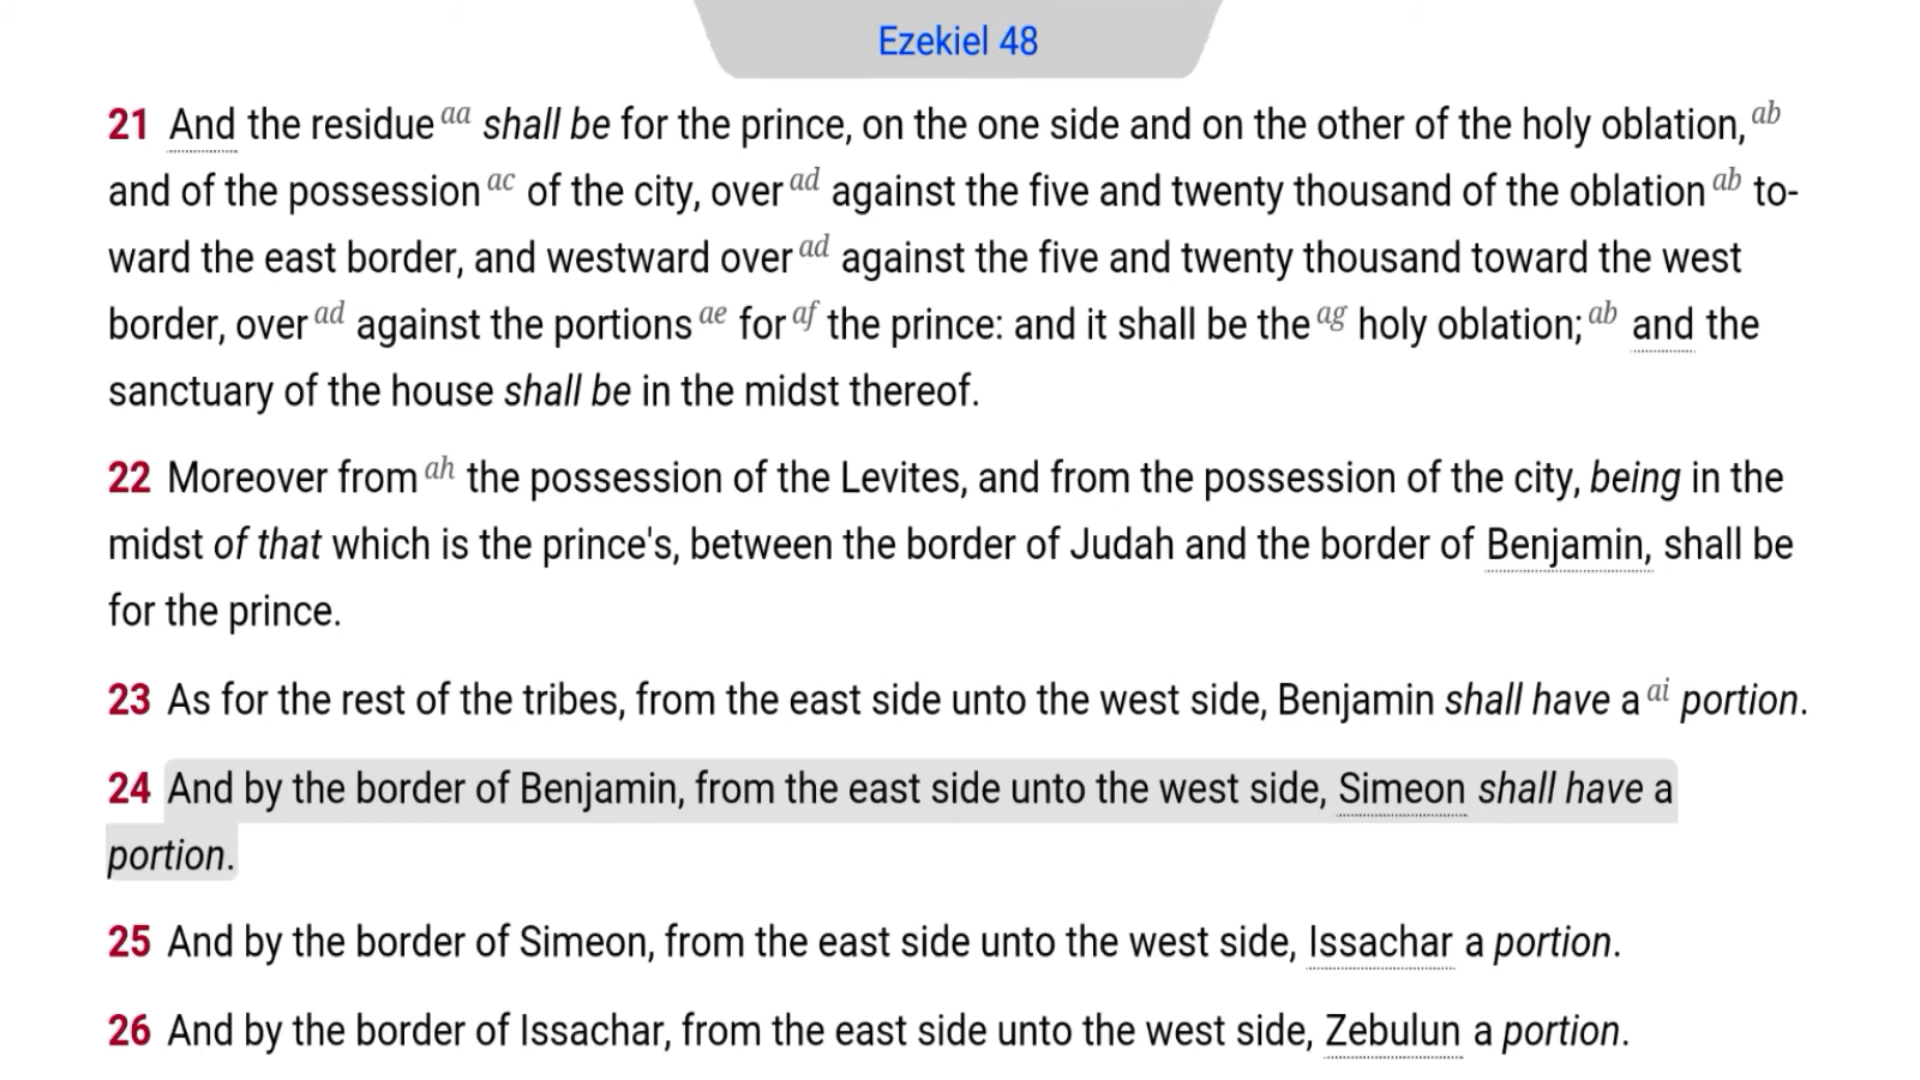 Ezekiel 48
21 And the residue aa shall be for the prince, on the one side and on the other of the holy oblation, ab
and of the possession ac of the city, over ad against the five and twenty thousand of the oblation ab to-
ward the east border, and westward over ad against the five and twenty thousand toward the west
border, over ad against the portions ae for af the prince: and it shall be the ag holy oblation; ab and the
sanctuary of the house shall be in the midst thereof.
22 Moreover from ah the possession of the Levites, and from the possession of the city, being in the
midst of that which is the prince's, between the border of Judah and the border of Benjamin, shall be
for the prince.
23 As for the rest of the tribes, from the east side unto the west side, Benjamin shall have a ai portion.
24 And by the border of Benjamin, from the east side unto the west side, Simeon shall have a
portion.
25 And by the border of Simeon, from the east side unto the west side, Issachar a portion.
26 And by the border of Issachar, from the east side unto the west side, Zebulun a portion.